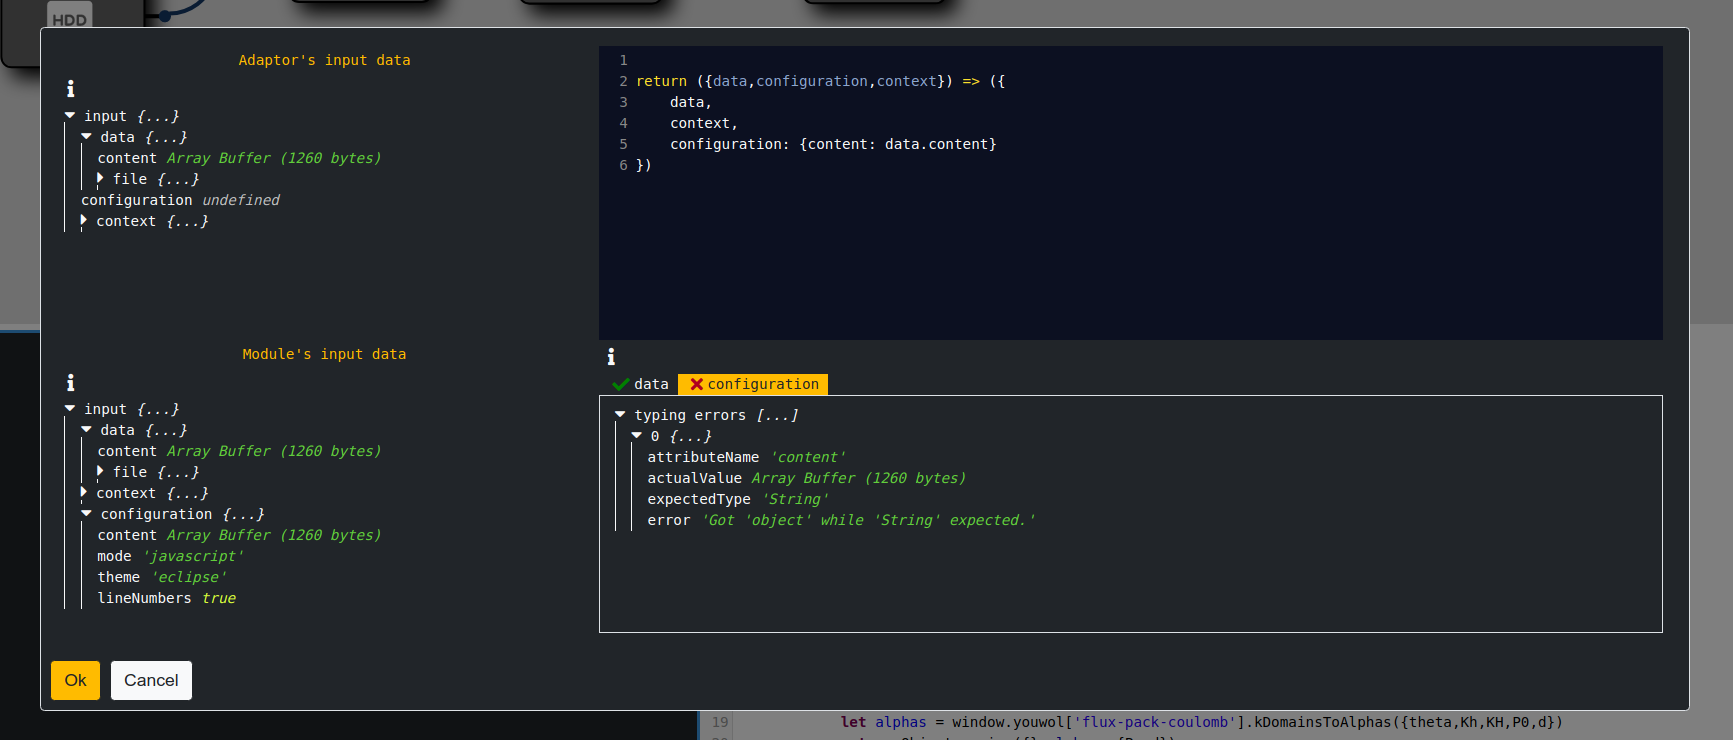 HDD
Adaptor's input data
input {...}
data {...}
content Array Buffer (1260 bytes)
file {...}
configuration undefined
context {...}
1
2 return ({data,configuration,context}) => ({
3 data,
4 context,
5 configuration: {content: data.content}
6 })
Module's input data
input {...}
data {...}
content Array Buffer (1260 bytes)
file {...}
context {...}
configuration {...}
content Array Buffer (1260 bytes)
mode 'javascript'
theme 'eclipse'
lineNumbers true
data configuration
typing errors [...]
0 {...}
attributeName 'content'
actualValue Array Buffer (1260 bytes)
expectedType 'String'
error 'Got 'object' while 'String' expected.'
Ok Cancel
19 let alphas = window.youwol['flux-pack-coulomb'].kDomainsToAlphas({theta,Kh,KH,P0,d})